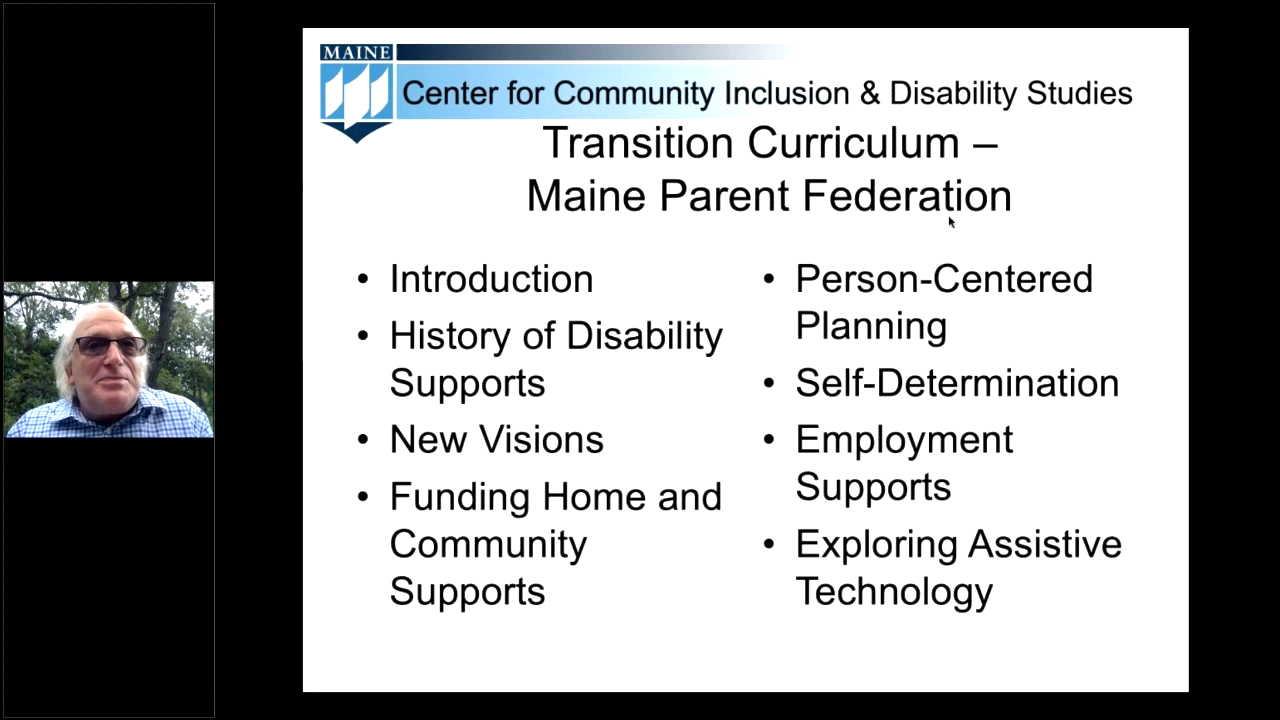 MAINE
Center for Community Inclusion & Disability Studies
Transition Curriculum –
Maine Parent Federation
• Introduction
• History of Disability
Supports
• New Visions
• Funding Home and
Community
Supports
• Person-Centered
Planning
• Self-Determination
• Employment
Supports
• Exploring Assistive
Technology